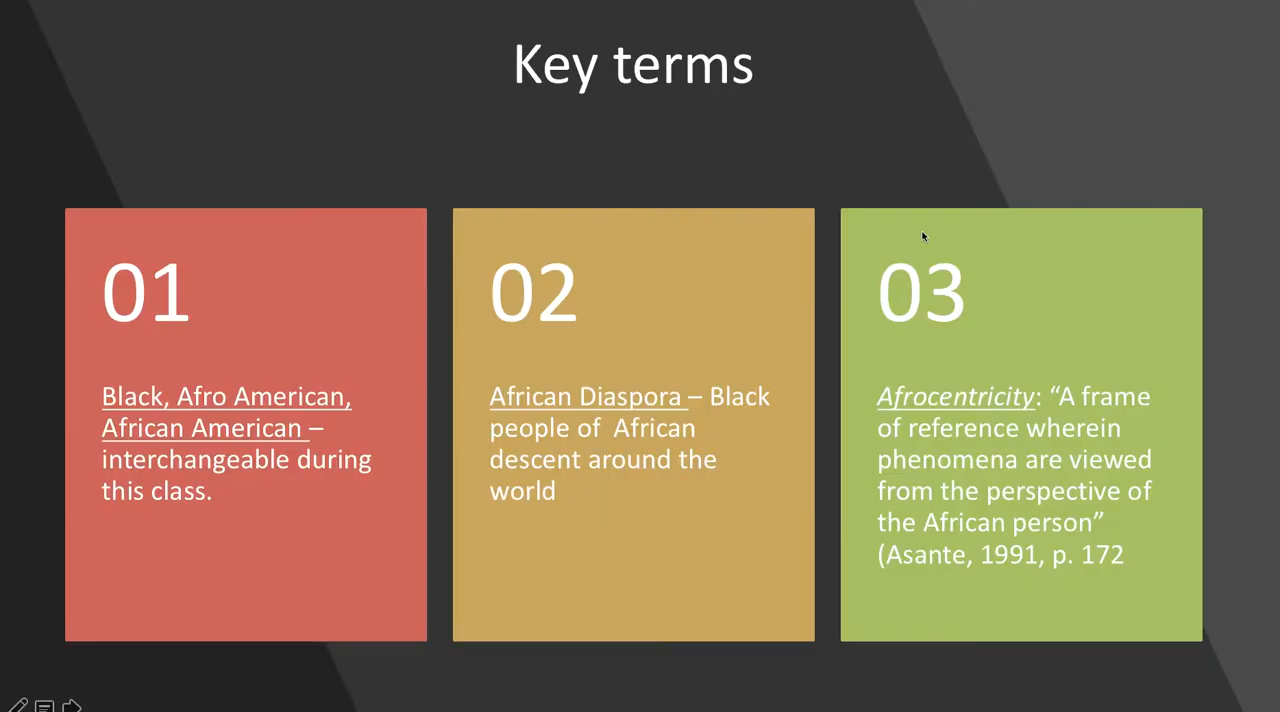 Key terms
01
Black, Afro American,
African American –
interchangeable during
this class.
02
African Diaspora – Black
people of  African
descent around the
world
03
Afrocentricity: “A frame
of reference wherein
phenomena are viewed
from the perspective of
the African person”
(Asante, 1991, p. 172